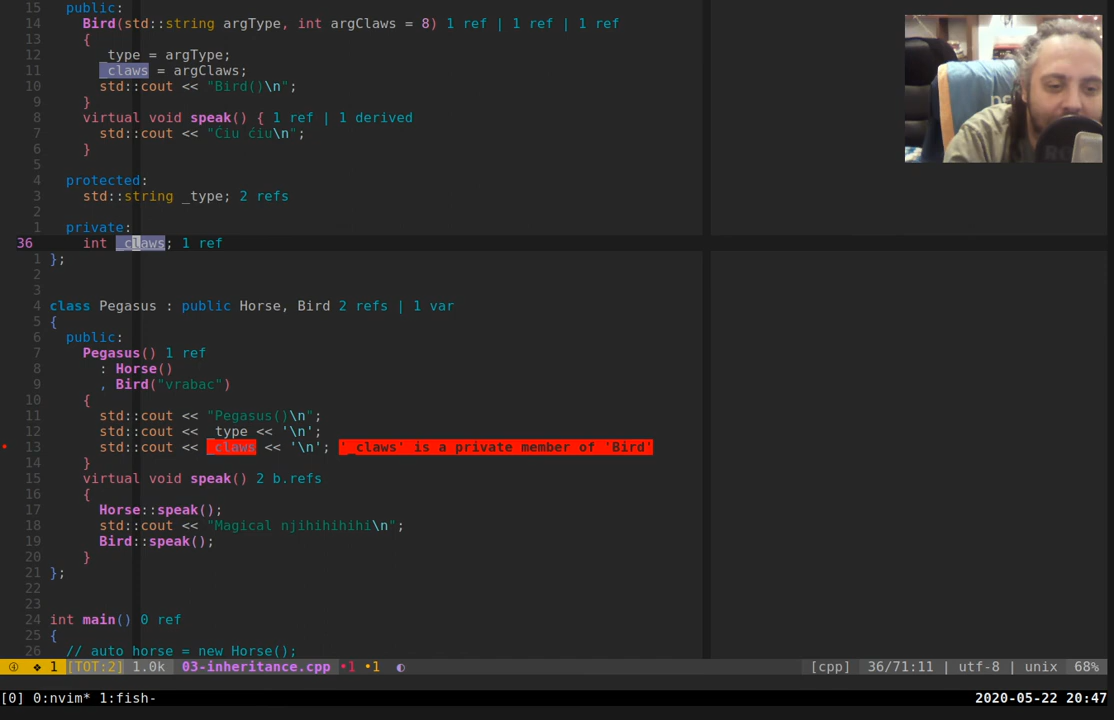 15 public:
14 Bird(std::string argType, int argClaws = 8) 1 ref | 1 ref | 1 ref
13 {
12 _type = argType;
11 _claws = argClaws;
10 std::cout << "Bird()\n";
9 }
8 virtual void speak() { 1 ref | 1 derived
7 std::cout << "Ćiu ćiu\n";
6 }
5
4 protected:
3 std::string _type; 2 refs
2
1 private:
36 int _claws; 1 ref
1 };
2
3
4 class Pegasus : public Horse, Bird 2 refs | 1 var
5 {
6 public:
7 Pegasus() 1 ref
8 : Horse()
9 , Bird("vrabac")
10 {
11 std::cout << "Pegasus()\n";
12 std::cout << _type << '\n';
13 std::cout << _claws << '\n'; '_claws' is a private member of 'Bird'
14 }
15 virtual void speak() 2 b.refs
16 {
17 Horse::speak();
18 std::cout << "Magical njihihihihi\n";
19 Bird::speak();
20 }
21 };
22
23
24 int main() 0 ref
25 {
26 // auto horse = new Horse();
④ ❖ 1 [TOT:2] 1.0k 03-inheritance.cpp •1 •1 ◐ [cpp] 36/71:11 | utf-8 | unix 68%
[0] 0:nvim* 1:fish- 2020-05-22 20:47